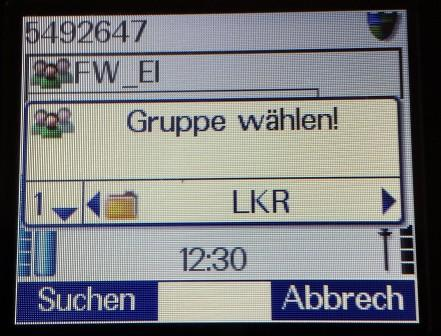 5492647
FW_EI
Gruppe wählen!
1 LKR
12:30
Suchen Abbrech